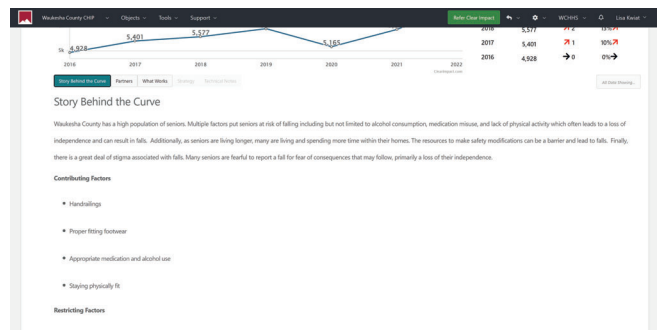 Waukesha County CHIP Objects Tools Support Refer Clear Impact WCHHS Lisa Kwiat
2018 5,577 2 13%
2017 5,401 1 10%
2016 4,928 0 0%
5,401
5,577
5,165
5k 4,928
2016 2017 2018 2019 2020 2021 2022
Story Behind the Curve Partners What Works Strategy
Story Behind the Curve
Waukesha County has a high population of seniors. Multiple factors put seniors at risk of falling including but not limited to alcohol consumption, medication misuse, and lack of physical activity which often leads to a loss of
independence and can result in falls. Additionally, as seniors are living longer, many are living and spending more time within their homes. The resources to make safety modifications can be a barrier and lead to falls. Finally,
there is a great deal of stigma associated with falls. Many seniors are fearful to report a fall for fear of consequences that may follow, primarily a loss of their independence.
Contributing Factors
Handralings
Proper fitting footwear
Appropriate medication and alcohol use
Staying physically fit
Restricting Factors